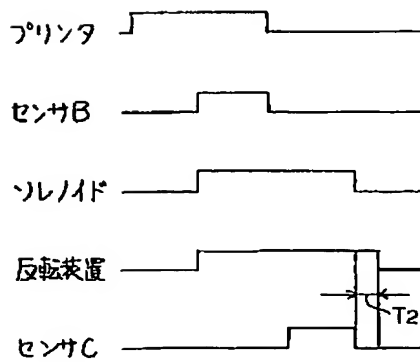 プリンタ
センサB
ソレノイド
反転装置
T2
センサC